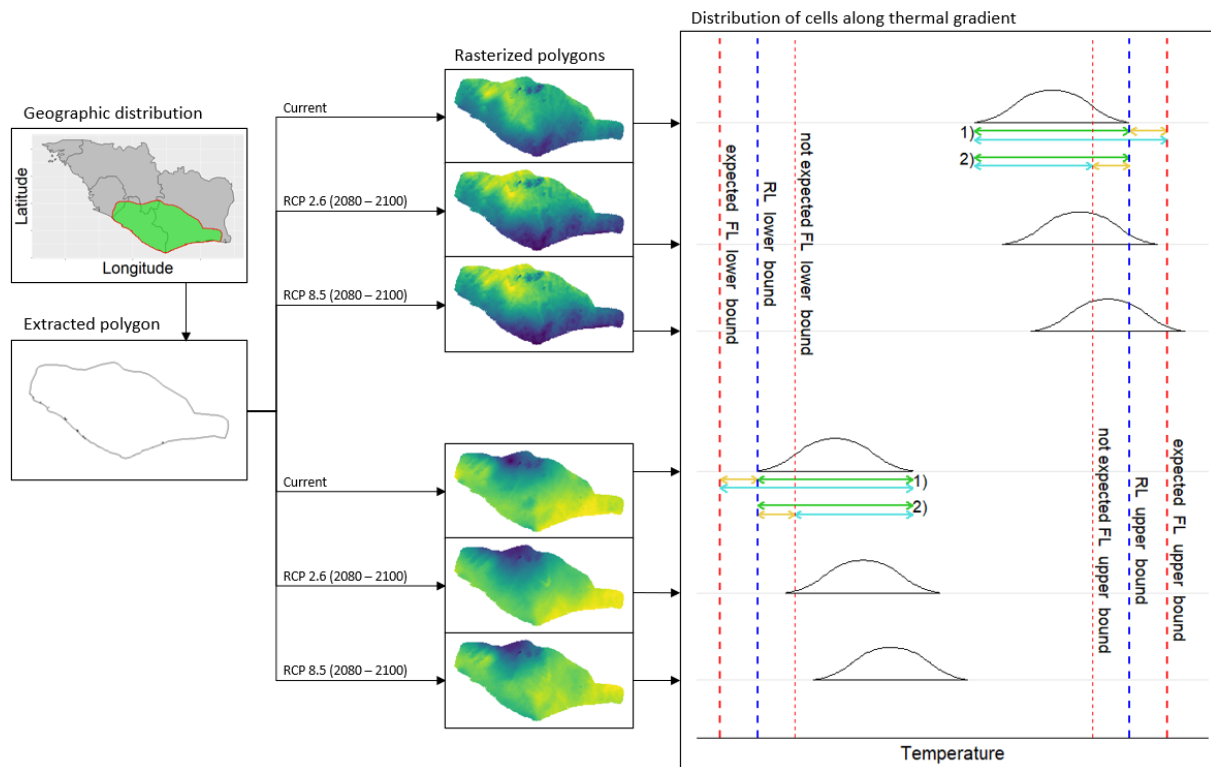 Distribution of cells along thermal gradient
Rasterized polygons
Geographic distribution
Latitude
Longitude
Extracted polygon
Current
RCP 2.6 (2080 – 2100)
RCP 8.5 (2080 – 2100)
Current
RCP 2.6 (2080 – 2100)
RCP 8.5 (2080 – 2100)
expected FL lower bound
RL lower bound
not expected FL lower bound
1)
2)
1)
2)
not expected FL upper bound
RL upper bound
expected FL upper bound
Temperature